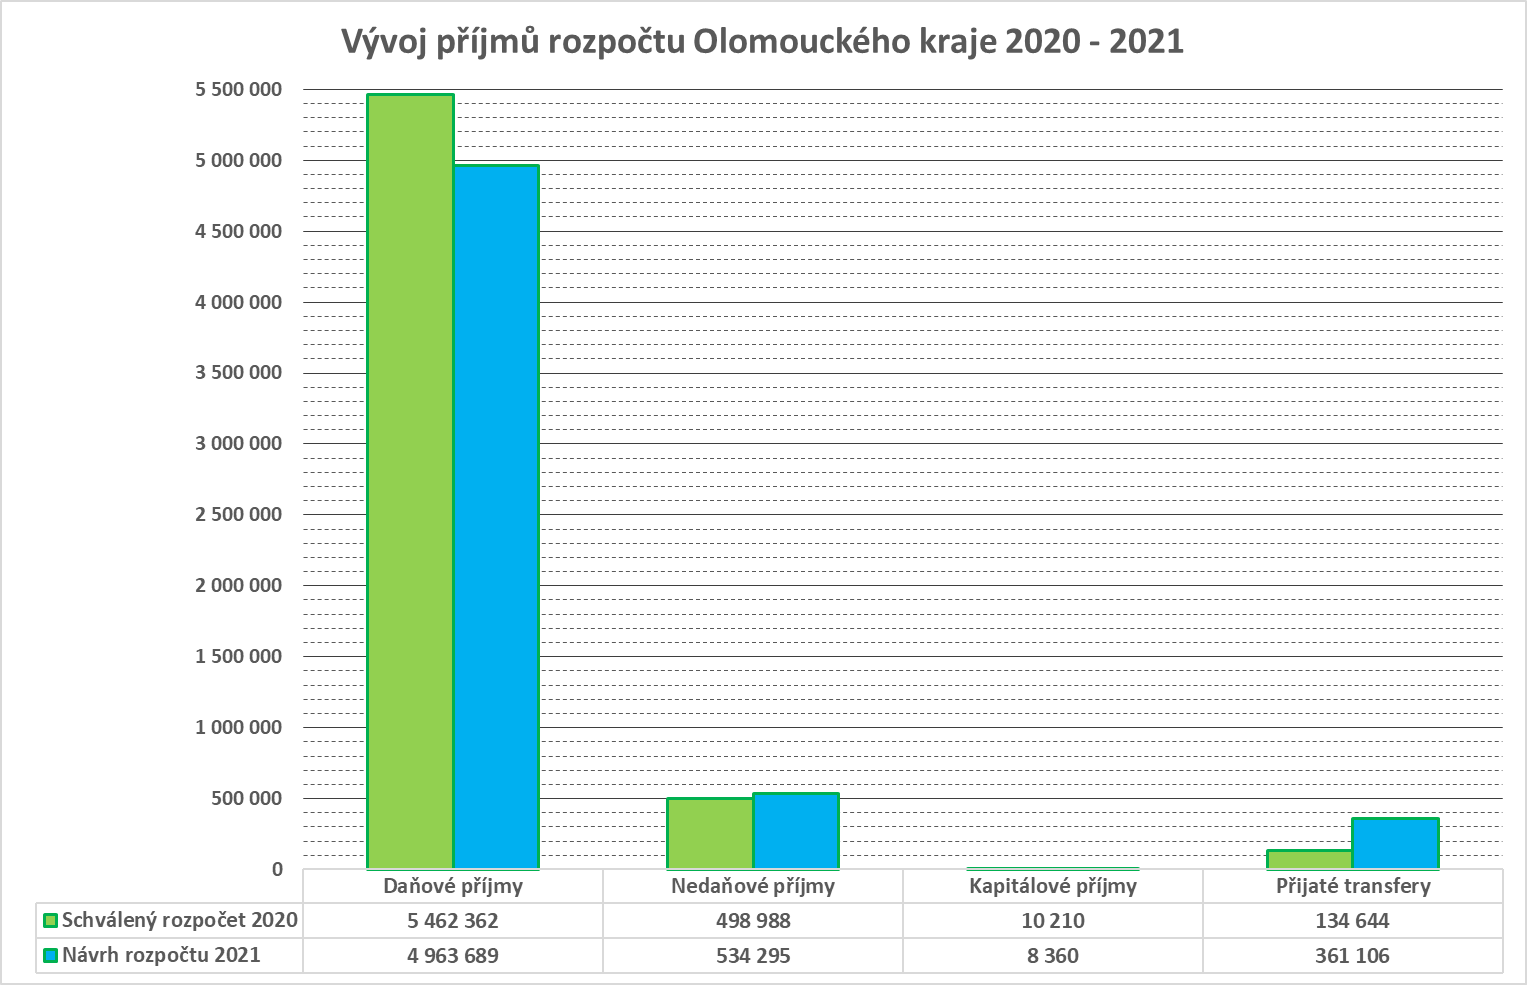 Vývoj příjmů rozpočtu Olomouckého kraje 2020 - 2021
5 500 000
5 000 000
4 500 000
4 000 000
3 500 000
3 000 000
2 500 000
2 000 000
1 500 000
1 000 000
500 000
0
Daňové příjmy Nedaňové příjmy Kapitálové příjmy Přijaté transfery
Schválený rozpočet 2020 5 462 362 498 988 10 210 134 644
Návrh rozpočtu 2021 4 963 689 534 295 8 360 361 106